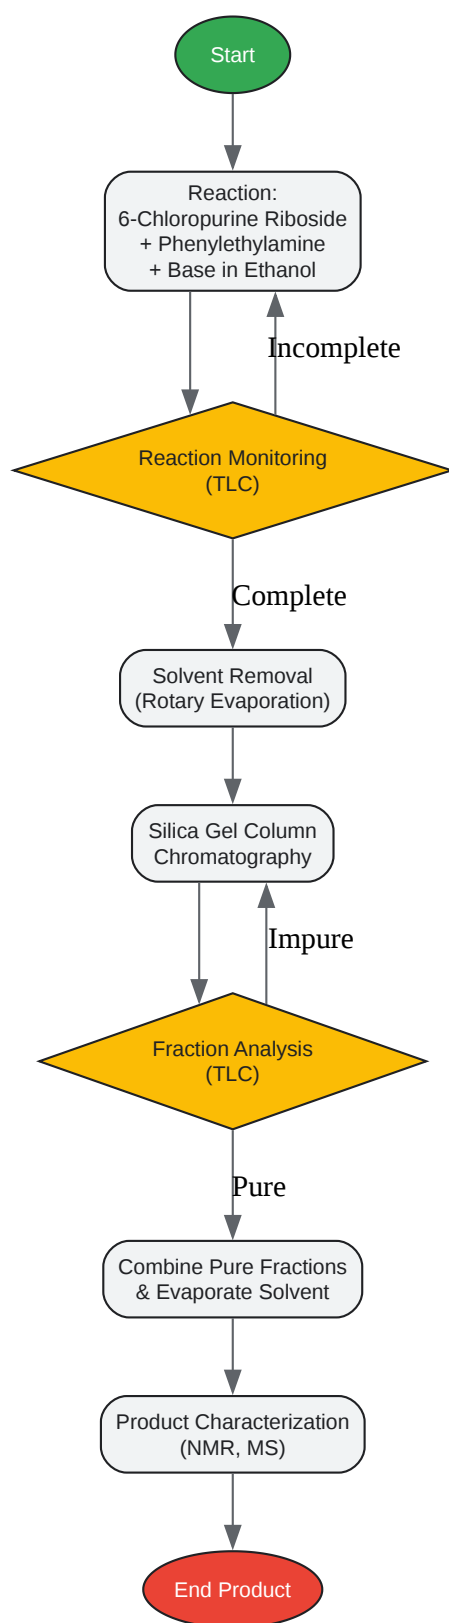 Start
Reaction:
6-Chloropurine Riboside
+ Phenylethylamine
+ Base in Ethanol
Incomplete
Reaction Monitoring
(TLC)
Complete
Solvent Removal
(Rotary Evaporation)
Silica Gel Column
Chromatography
Impure
Fraction Analysis
(TLC)
Pure
Combine Pure Fractions
& Evaporate Solvent
Product Characterization
(NMR, MS)
End Product